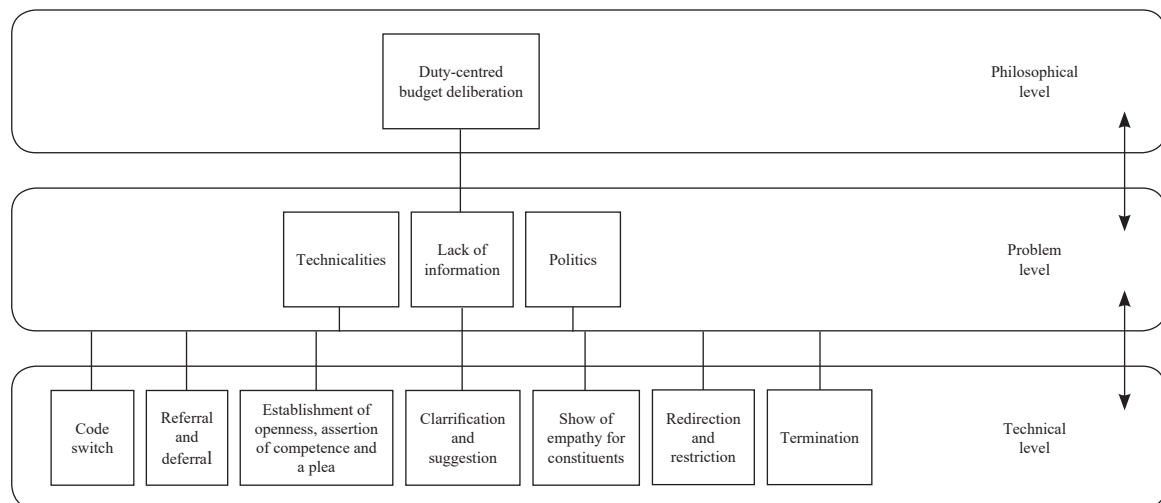 Duty-centred
budget deliberation
Philosophical
level
Technicalities
Lack of
information
Politics
Problem
level
Code
switch
Referral
and
deferral
Establishment of
openness, assertion
of competence and
a plea
Clarrification
and
suggestion
Show of
empathy for
constituents
Redirection
and
restriction
Termination
Technical
level